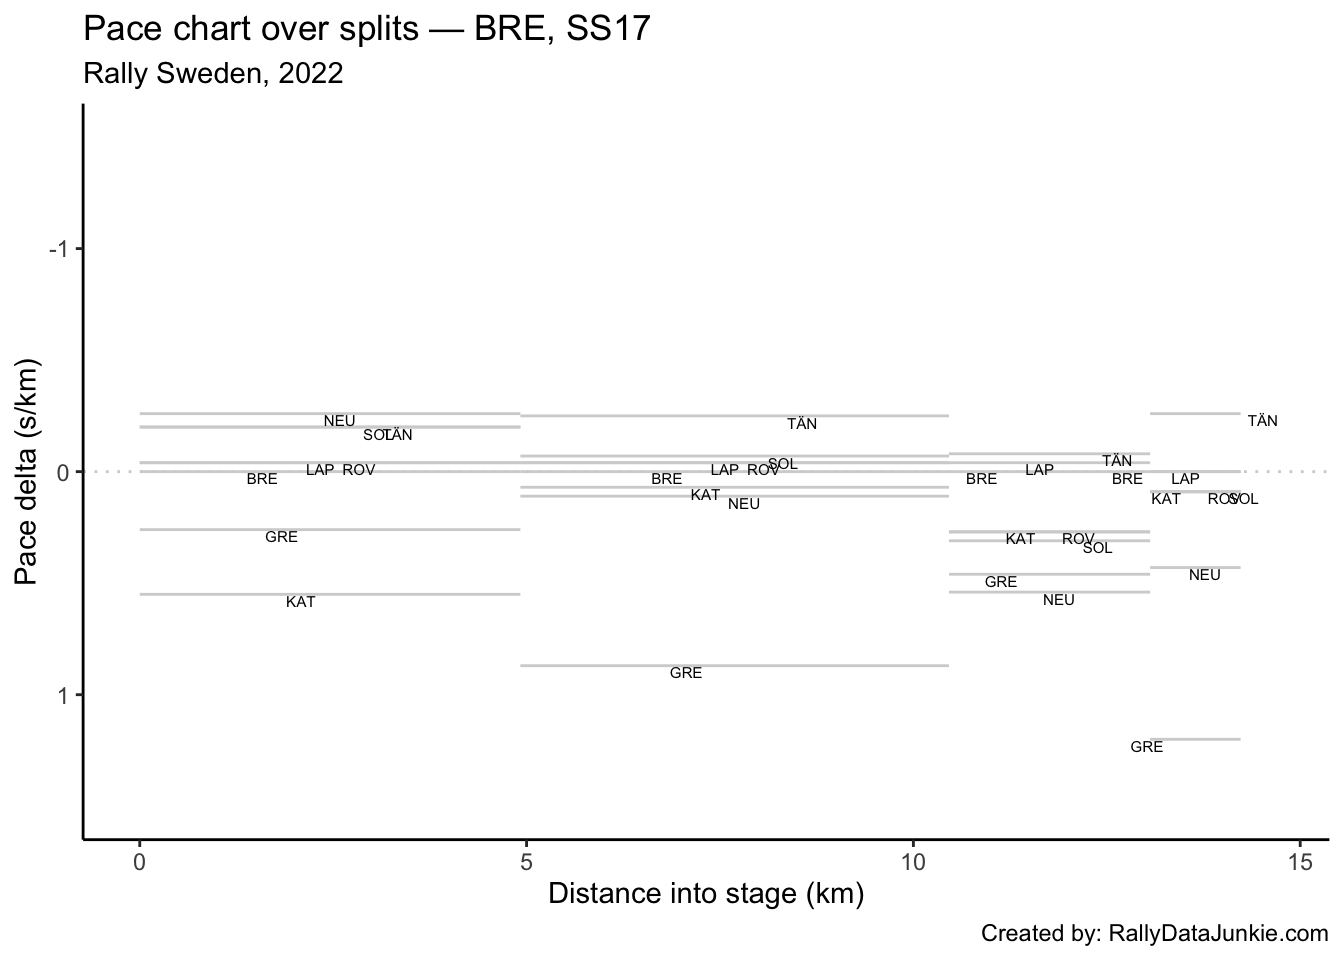 Pace chart over splits — BRE, SS17
Rally Sweden, 2022
Pace delta (s/km)
-1
0
1
NEU
SOL TÄN
LAP ROV
BRE
GRE
KAT
TÄN
SOL
LAP ROV
BRE
KAT
NEU
GRE
TÄN
LAP
BRE
KAT ROV
SOL
GRE
NEU
TÄN
BRE LAP
KAT ROV SOL
NEU
GRE
0 5 10 15
Distance into stage (km)
Created by: RallyDataJunkie.com